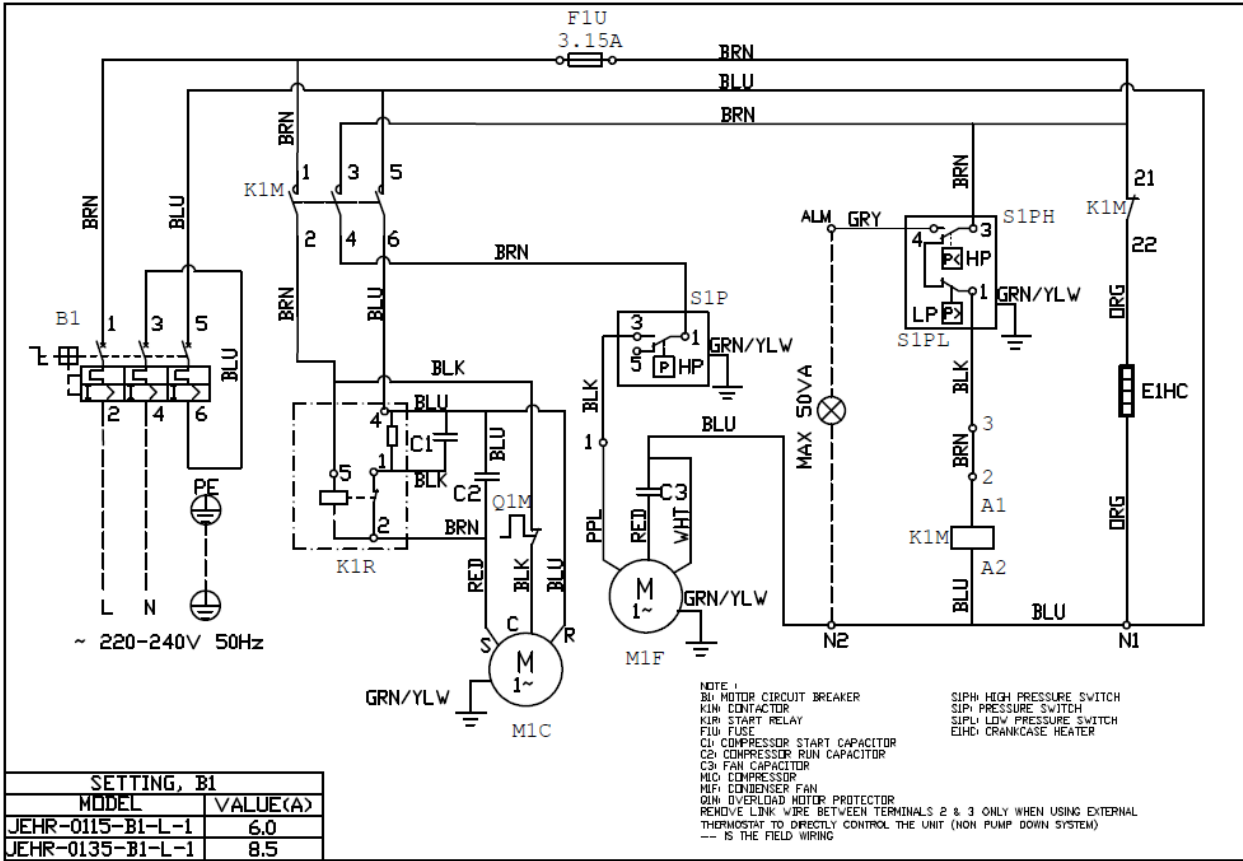 F1U
3.15A
BRN
BLU
BRN
BRN
1 3 5
K1M
2 4 6
BRN
BLU
BRN
BLU
BRN
BRN
21
K1M
22
ALM GRY
S1PH
4 3
P< HP
1
LP P>
S1PL
GRN/YLW
ORG
B1
1 3 5
2 4 6
BLU
S1P
3 1
5 P HP
GRN/YLW
BLK
BLK
BLU
4
C1
BLU
1
5
BLK
C2
2
BRN
K1R
Q1M
BLK
1
BLU
MAX 50VA
3
BRN
2
A1
K1M
A2
BLU
E1HC
ORG
PE
L N
~ 220-240V 50Hz
RED
BLK
BLU
S C R
M
1~
GRN/YLW
M1C
C3
PPL
RED
WHT
M
1~
GRN/YLW
M1F
N2
BLU
N1
NOTE :
B1: MOTOR CIRCUIT BREAKER
K1M: CONTACTOR
K1R: START RELAY
F1U: FUSE
C1: COMPRESSOR START CAPACITOR
C2: COMPRESSOR RUN CAPACITOR
C3: FAN CAPACITOR
M1C: COMPRESSOR
M1F: CONDENSER FAN
Q1M: OVERLOAD MOTOR PROTECTOR
S1PH: HIGH PRESSURE SWITCH
S1P: PRESSURE SWITCH
S1PL: LOW PRESSURE SWITCH
E1HC: CRANKCASE HEATER
REMOVE LINK WIRE BETWEEN TERMINALS 2 & 3 ONLY WHEN USING EXTERNAL
THERMOSTAT TO DIRECTLY CONTROL THE UNIT (NON PUMP DOWN SYSTEM)
--- IS THE FIELD WIRING
SETTING, B1
MODEL VALUE(A)
JEHR-0115-B1-L-1 6.0
JEHR-0135-B1-L-1 8.5